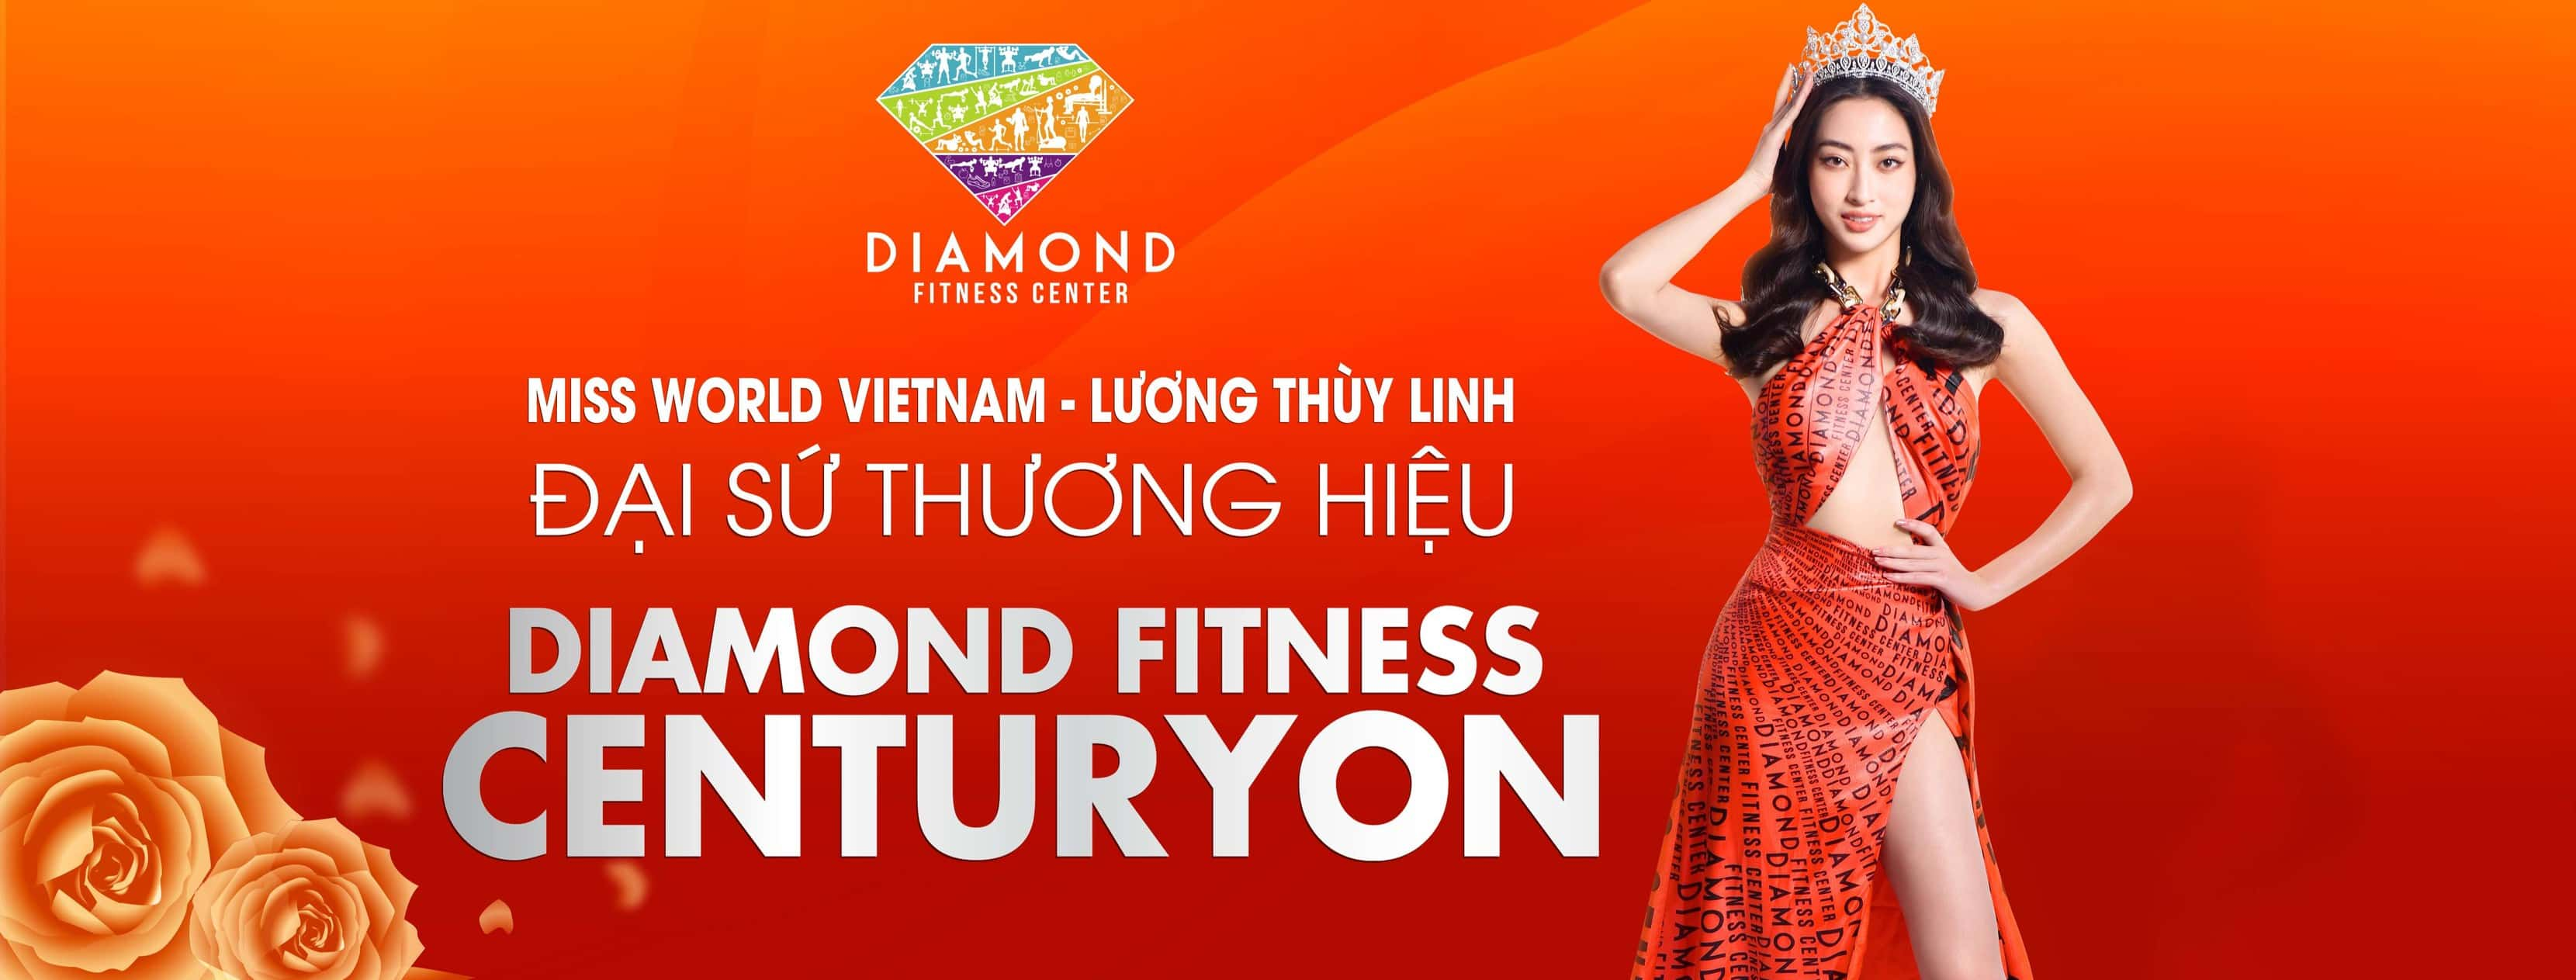 DIAMOND
FITNESS CENTER
MISS WORLD VIETNAM - LƯƠNG THÙY LINH
ĐẠI SỨ THƯƠNG HIỆU
DIAMOND FITNESS
CENTURYON